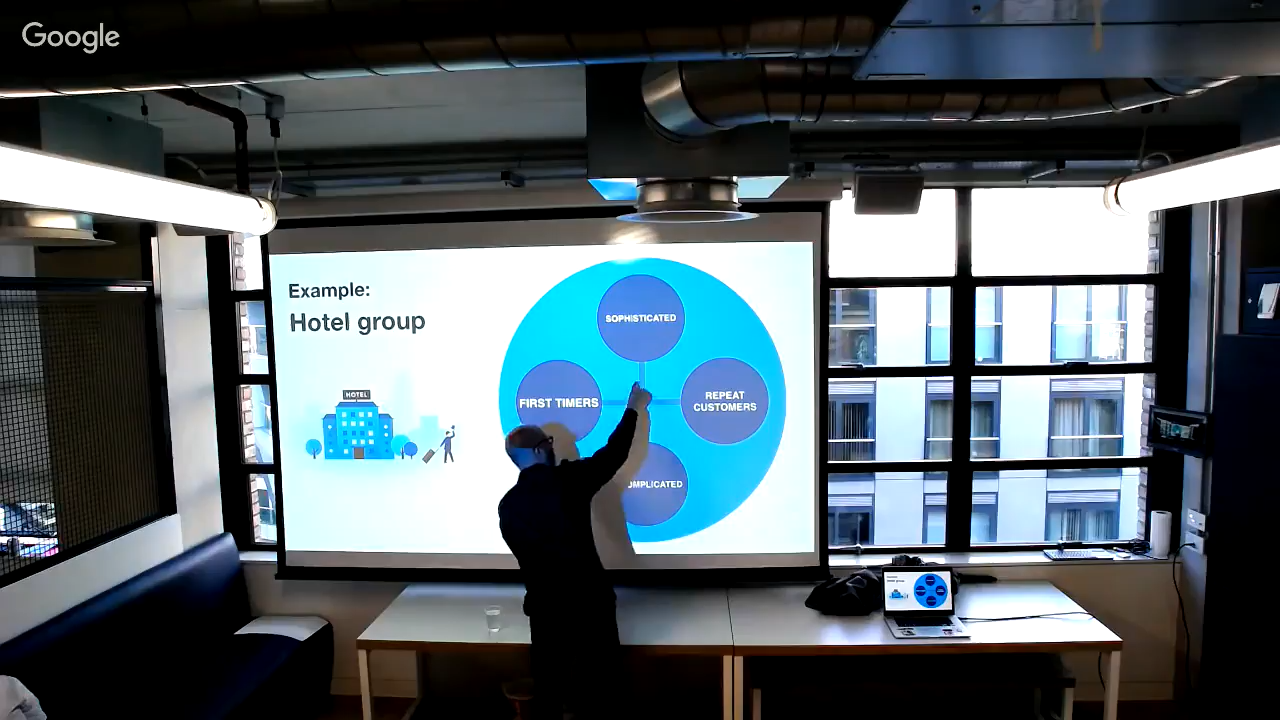 Google
Example:
Hotel group
HOTEL
SOPHISTICATED
FIRST TIMERS
REPEAT
CUSTOMERS